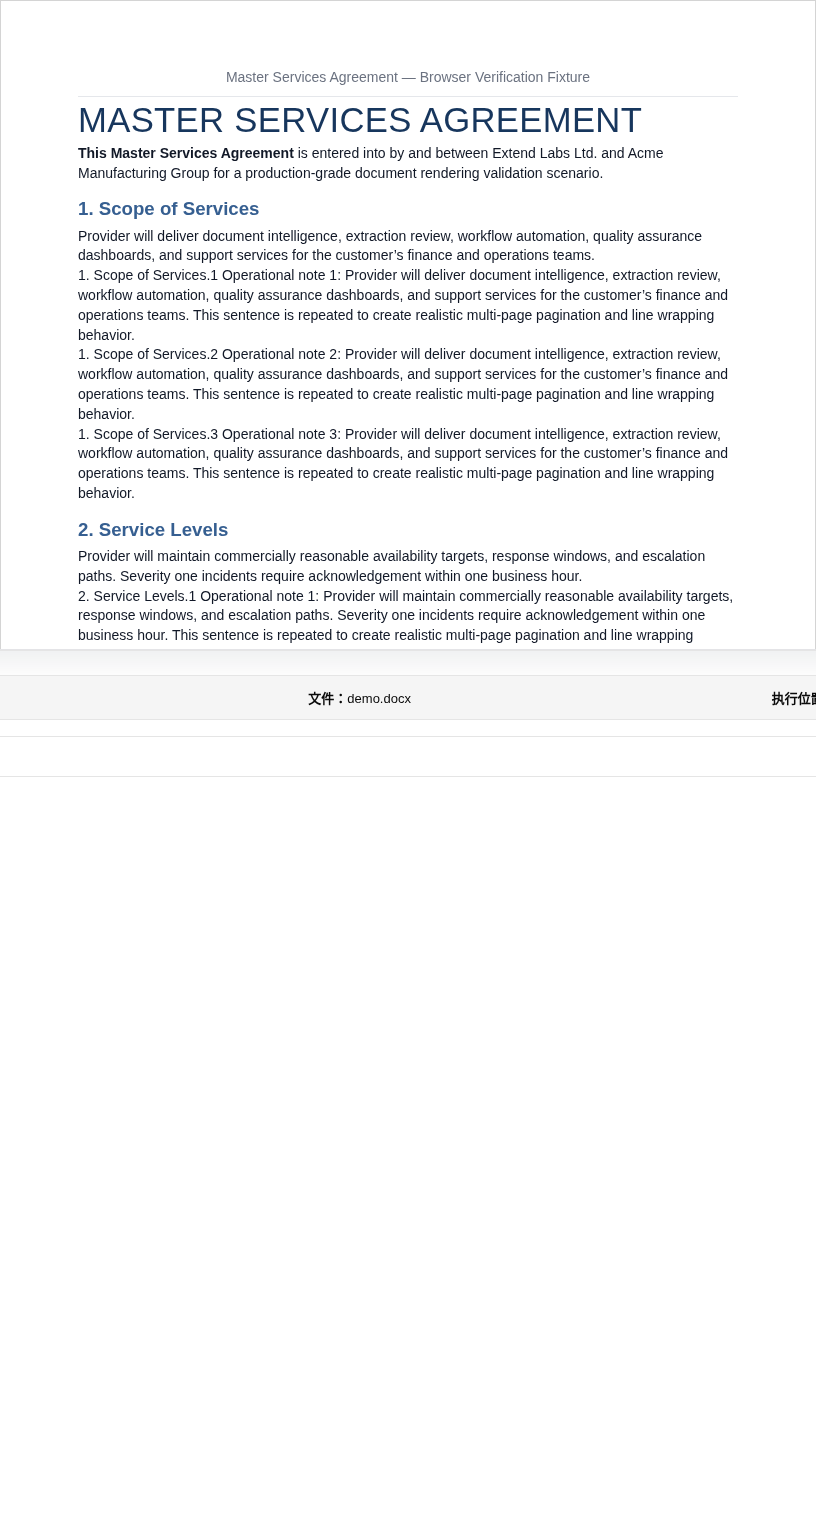 Master Services Agreement — Browser Verification Fixture
MASTER SERVICES AGREEMENT
This Master Services Agreement is entered into by and between Extend Labs Ltd. and Acme
Manufacturing Group for a production-grade document rendering validation scenario.
1. Scope of Services
Provider will deliver document intelligence, extraction review, workflow automation, quality assurance
dashboards, and support services for the customer’s finance and operations teams.
1. Scope of Services.1 Operational note 1: Provider will deliver document intelligence, extraction review,
workflow automation, quality assurance dashboards, and support services for the customer’s finance and
operations teams. This sentence is repeated to create realistic multi-page pagination and line wrapping
behavior.
1. Scope of Services.2 Operational note 2: Provider will deliver document intelligence, extraction review,
workflow automation, quality assurance dashboards, and support services for the customer’s finance and
operations teams. This sentence is repeated to create realistic multi-page pagination and line wrapping
behavior.
1. Scope of Services.3 Operational note 3: Provider will deliver document intelligence, extraction review,
workflow automation, quality assurance dashboards, and support services for the customer’s finance and
operations teams. This sentence is repeated to create realistic multi-page pagination and line wrapping
behavior.
2. Service Levels
Provider will maintain commercially reasonable availability targets, response windows, and escalation
paths. Severity one incidents require acknowledgement within one business hour.
2. Service Levels.1 Operational note 1: Provider will maintain commercially reasonable availability targets,
response windows, and escalation paths. Severity one incidents require acknowledgement within one
business hour. This sentence is repeated to create realistic multi-page pagination and line wrapping
文件：demo.docx
执行位置